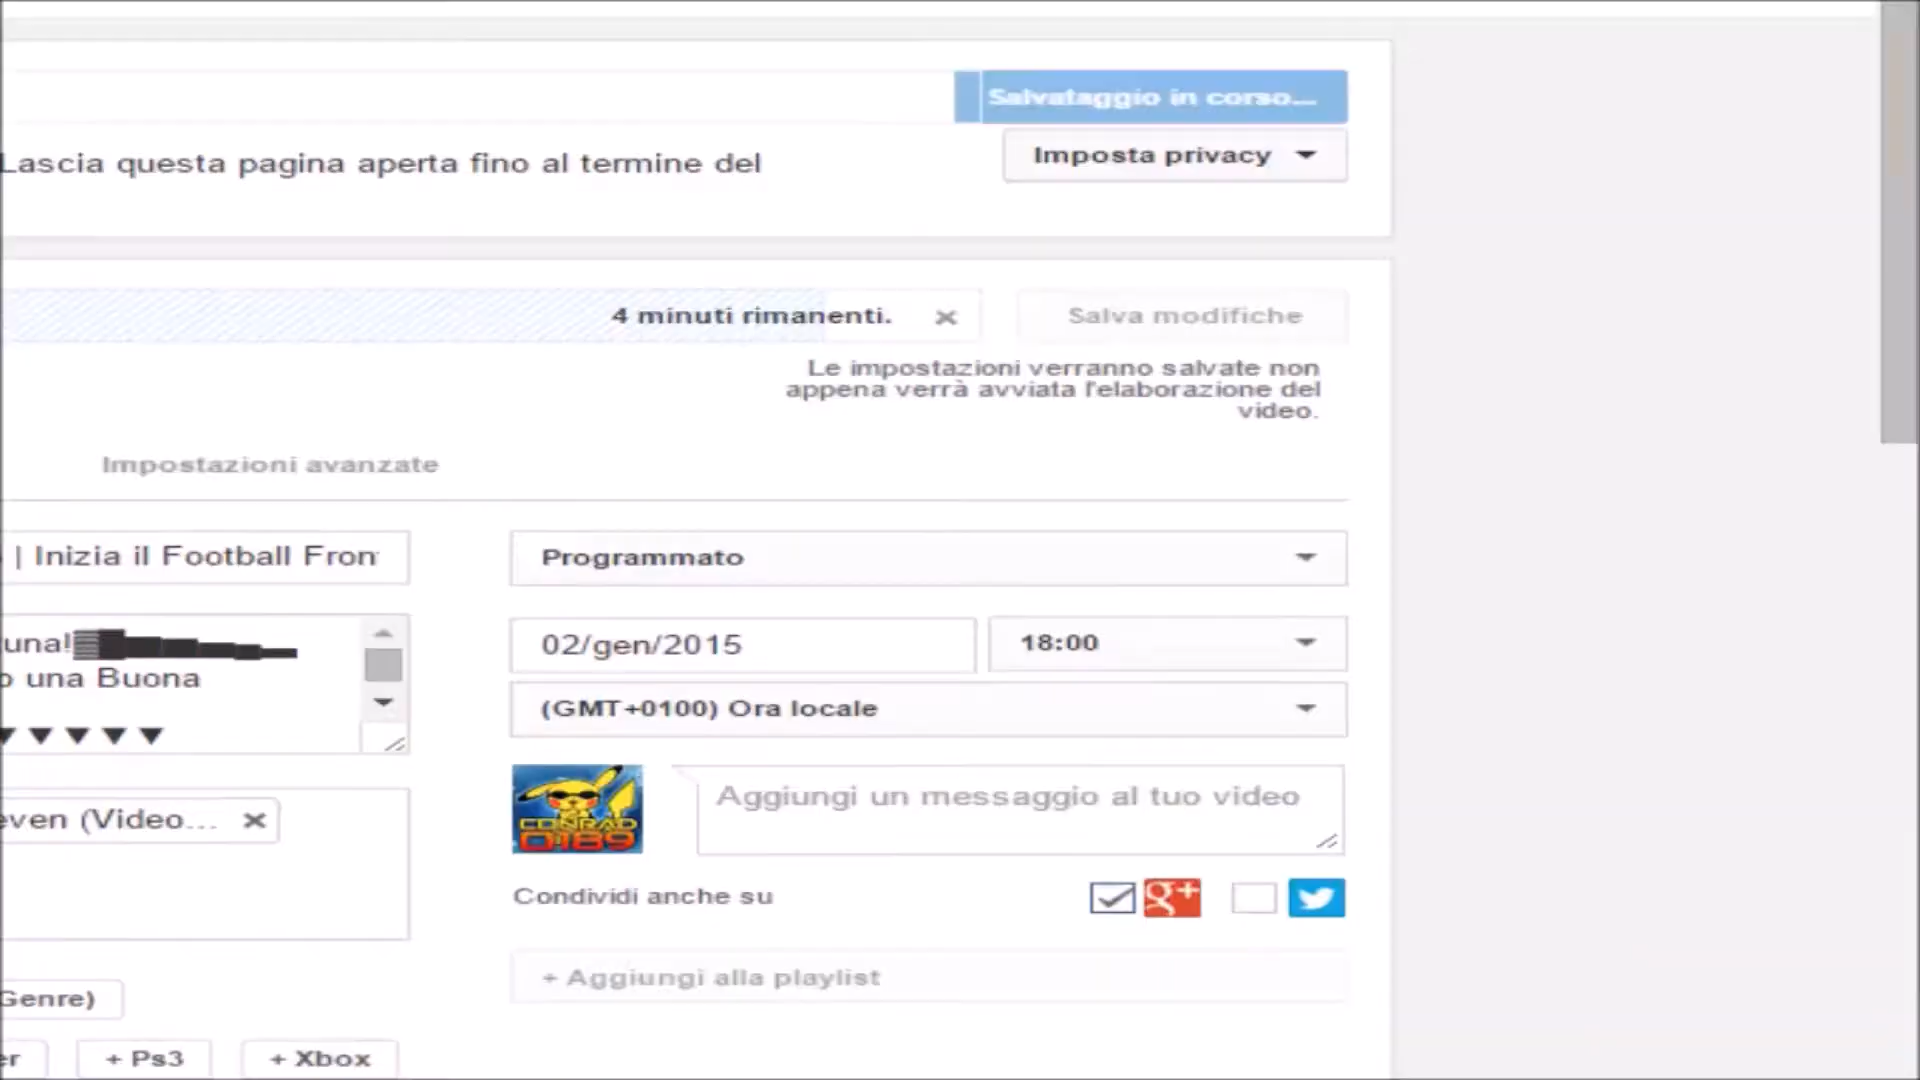 Salvataggio in corso...
Lascia questa pagina aperta fino al termine del
Imposta privacy
4 minuti rimanenti.
Salva modifiche
Le impostazioni verranno salvate non
appena verrà avviata l'elaborazione del
video.
Impostazioni avanzate
| Inizia il Football Fron
Programmato
una!
una Buona
▼ ▼ ▼ ▼ ▼
02/gen/2015
18:00
(GMT+0100) Ora locale
even (Video...
CONRAD
0189
Aggiungi un messaggio al tuo video
Condividi anche su
g+
+ Aggiungi alla playlist
Genre)
er
+ Ps3
+ Xbox